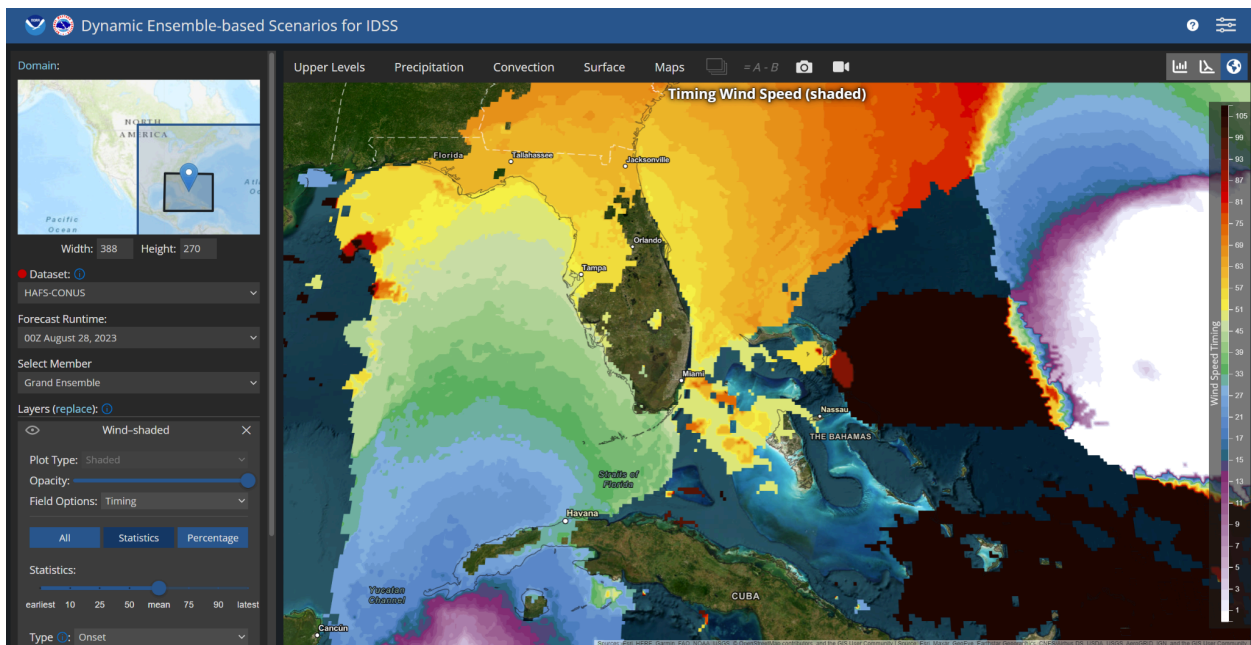 Dynamic Ensemble-based Scenarios for IDSS
Domain:
NORTH
AMERICA
Pacific
Ocean
Width: 388 Height: 270
Dataset:
HAFS-CONUS
Forecast Runtime:
00Z August 28, 2023
Select Member
Grand Ensemble
Layers (replace):
Wind–shaded
Plot Type: Shaded
Opacity:
Field Options: Timing
All Statistics Percentage
Statistics:
earliest 10 25 50 mean 75 90 latest
Type : Onset
Upper Levels Precipitation Convection Surface Maps = A - B
Timing Wind Speed (shaded)
Florida
Tallahassee
Jacksonville
Orlando
Tampa
Miami
Nassau
THE BAHAMAS
Straits of
Florida
Havana
Yucatan
Channel
CUBA
Cancún
Wind Speed Timing
105
99
93
87
81
75
69
63
57
51
45
39
33
27
21
17
15
13
11
9
7
5
3
1